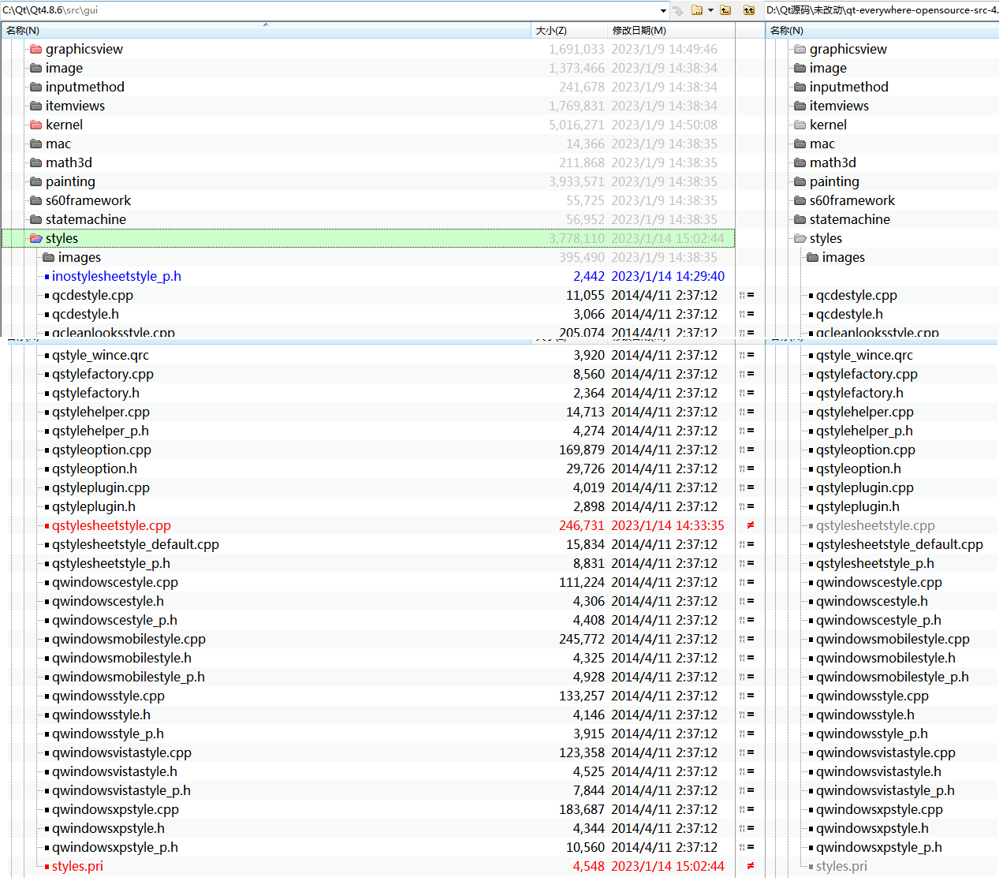 C:\Qt\Qt4.8.6\src\gui D:\Qt源码\未改动\qt-everywhere-opensource-src-4.
名称(N) 大小(Z) 修改日期(M) 名称(N)
graphicsview 1,691,033 2023/1/9 14:49:46 graphicsview
image 1,373,466 2023/1/9 14:38:34 image
inputmethod 241,678 2023/1/9 14:38:34 inputmethod
itemviews 1,769,831 2023/1/9 14:38:34 itemviews
kernel 5,016,271 2023/1/9 14:50:08 kernel
mac 14,366 2023/1/9 14:38:35 mac
math3d 211,868 2023/1/9 14:38:35 math3d
painting 3,933,571 2023/1/9 14:38:35 painting
s60framework 55,725 2023/1/9 14:38:35 s60framework
statemachine 56,952 2023/1/9 14:38:35 statemachine
styles 3,778,110 2023/1/14 15:02:44 styles
images 395,490 2023/1/9 14:38:35 images
inostylesheetstyle_p.h 2,442 2023/1/14 14:29:40
qcdestyle.cpp 11,055 2014/4/11 2:37:12 = qcdestyle.cpp
qcdestyle.h 3,066 2014/4/11 2:37:12 = qcdestyle.h
qcleanlooksstyle.cpp 205,074 2014/4/11 2:37:12 = qcleanlooksstyle.cpp
qstyle_wince.qrc 3,920 2014/4/11 2:37:12 = qstyle_wince.qrc
qstylefactory.cpp 8,560 2014/4/11 2:37:12 = qstylefactory.cpp
qstylefactory.h 2,364 2014/4/11 2:37:12 = qstylefactory.h
qstylehelper.cpp 14,713 2014/4/11 2:37:12 = qstylehelper.cpp
qstylehelper_p.h 4,274 2014/4/11 2:37:12 = qstylehelper_p.h
qstyleoption.cpp 169,879 2014/4/11 2:37:12 = qstyleoption.cpp
qstyleoption.h 29,726 2014/4/11 2:37:12 = qstyleoption.h
qstyleplugin.cpp 4,019 2014/4/11 2:37:12 = qstyleplugin.cpp
qstyleplugin.h 2,898 2014/4/11 2:37:12 = qstyleplugin.h
qstylesheetstyle.cpp 246,731 2023/1/14 14:33:35 ≠ qstylesheetstyle.cpp
qstylesheetstyle_default.cpp 15,834 2014/4/11 2:37:12 = qstylesheetstyle_default.cpp
qstylesheetstyle_p.h 8,831 2014/4/11 2:37:12 = qstylesheetstyle_p.h
qwindowscestyle.cpp 111,224 2014/4/11 2:37:12 = qwindowscestyle.cpp
qwindowscestyle.h 4,306 2014/4/11 2:37:12 = qwindowscestyle.h
qwindowscestyle_p.h 4,408 2014/4/11 2:37:12 = qwindowscestyle_p.h
qwindowsmobilestyle.cpp 245,772 2014/4/11 2:37:12 = qwindowsmobilestyle.cpp
qwindowsmobilestyle.h 4,325 2014/4/11 2:37:12 = qwindowsmobilestyle.h
qwindowsmobilestyle_p.h 4,928 2014/4/11 2:37:12 = qwindowsmobilestyle_p.h
qwindowsstyle.cpp 133,257 2014/4/11 2:37:12 = qwindowsstyle.cpp
qwindowsstyle.h 4,146 2014/4/11 2:37:12 = qwindowsstyle.h
qwindowsstyle_p.h 3,915 2014/4/11 2:37:12 = qwindowsstyle_p.h
qwindowsvistastyle.cpp 123,358 2014/4/11 2:37:12 = qwindowsvistastyle.cpp
qwindowsvistastyle.h 4,525 2014/4/11 2:37:12 = qwindowsvistastyle.h
qwindowsvistastyle_p.h 7,844 2014/4/11 2:37:12 = qwindowsvistastyle_p.h
qwindowsxpstyle.cpp 183,687 2014/4/11 2:37:12 = qwindowsxpstyle.cpp
qwindowsxpstyle.h 4,344 2014/4/11 2:37:12 = qwindowsxpstyle.h
qwindowsxpstyle_p.h 10,560 2014/4/11 2:37:12 = qwindowsxpstyle_p.h
styles.pri 4,548 2023/1/14 15:02:44 ≠ styles.pri